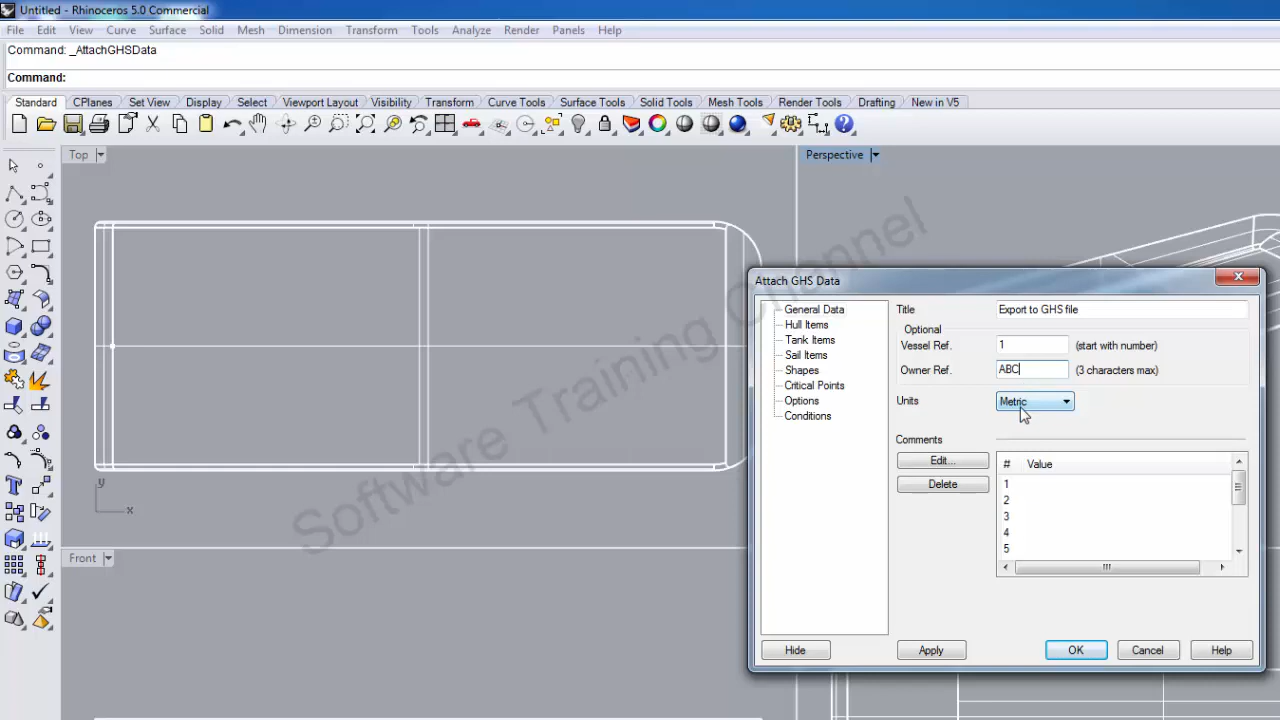 Untitled - Rhinoceros 5.0 Commercial
File Edit View Curve Surface Solid Mesh Dimension Transform Tools Analyze Render Panels Help
Command: _AttachGHSData
Command:
Standard CPlanes Set View Display Select Viewport Layout Visibility Transform Curve Tools Surface Tools Solid Tools Mesh Tools Render Tools Drafting New in V5
Top
Perspective
Software Training Channel
y
x
Front
Attach GHS Data
General Data
Hull Items
Tank Items
Sail Items
Shapes
Critical Points
Options
Conditions
Title Export to GHS file
Optional
Vessel Ref. 1 (start with number)
Owner Ref. ABC (3 characters max)
Units Metric
Comments
Edit...
Delete
# Value
1
2
3
4
5
Hide Apply OK Cancel Help